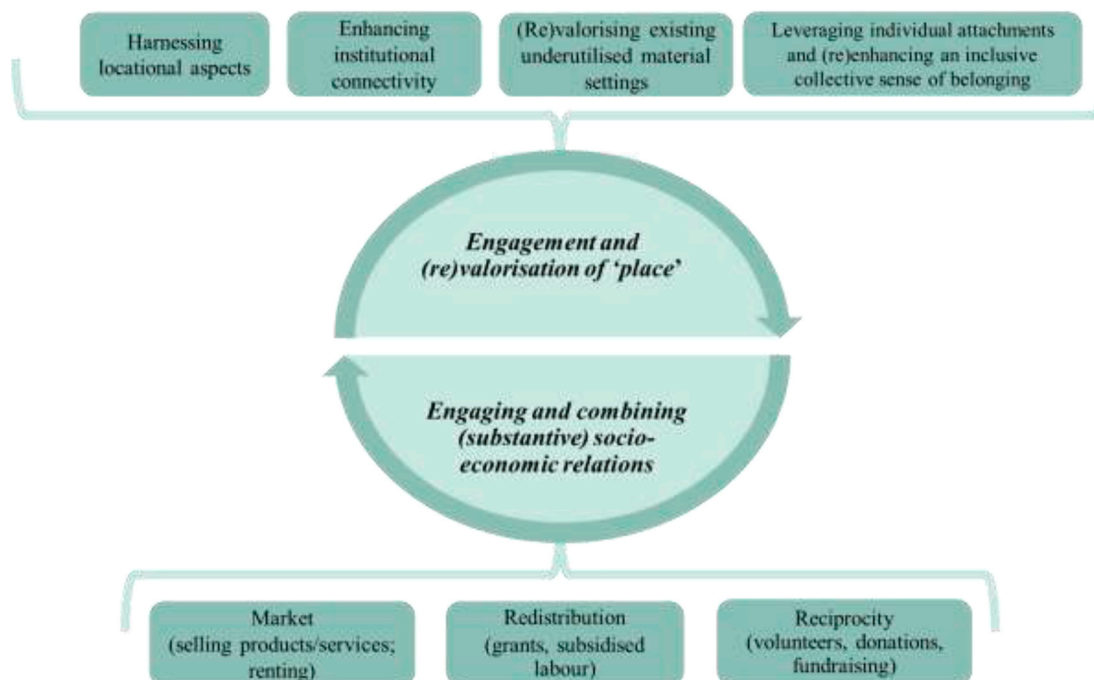 Harnessing
locational aspects
Enhancing
institutional
connectivity
(Re)valorising existing
underutilised material
settings
Leveraging individual attachments
and (re)enhancing an inclusive
collective sense of belonging
Engagement and
(re)valorisation of ‘place’
Engaging and combining
(substantive) socio-
economic relations
Market
(selling products/services;
renting)
Redistribution
(grants, subsidised
labour)
Reciprocity
(volunteers, donations,
fundraising)